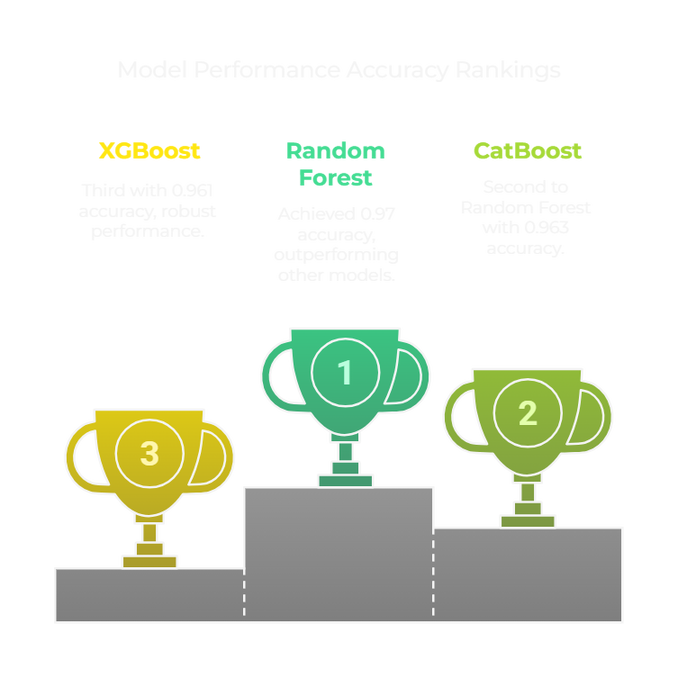 Model Performance Accuracy Rankings
XGBoost
Third with 0.961
accuracy, robust
performance.
Random
Forest
Achieved 0.97
accuracy,
outperforming
other models.
CatBoost
Second to
Random Forest
with 0.963
accuracy.
3
1
2